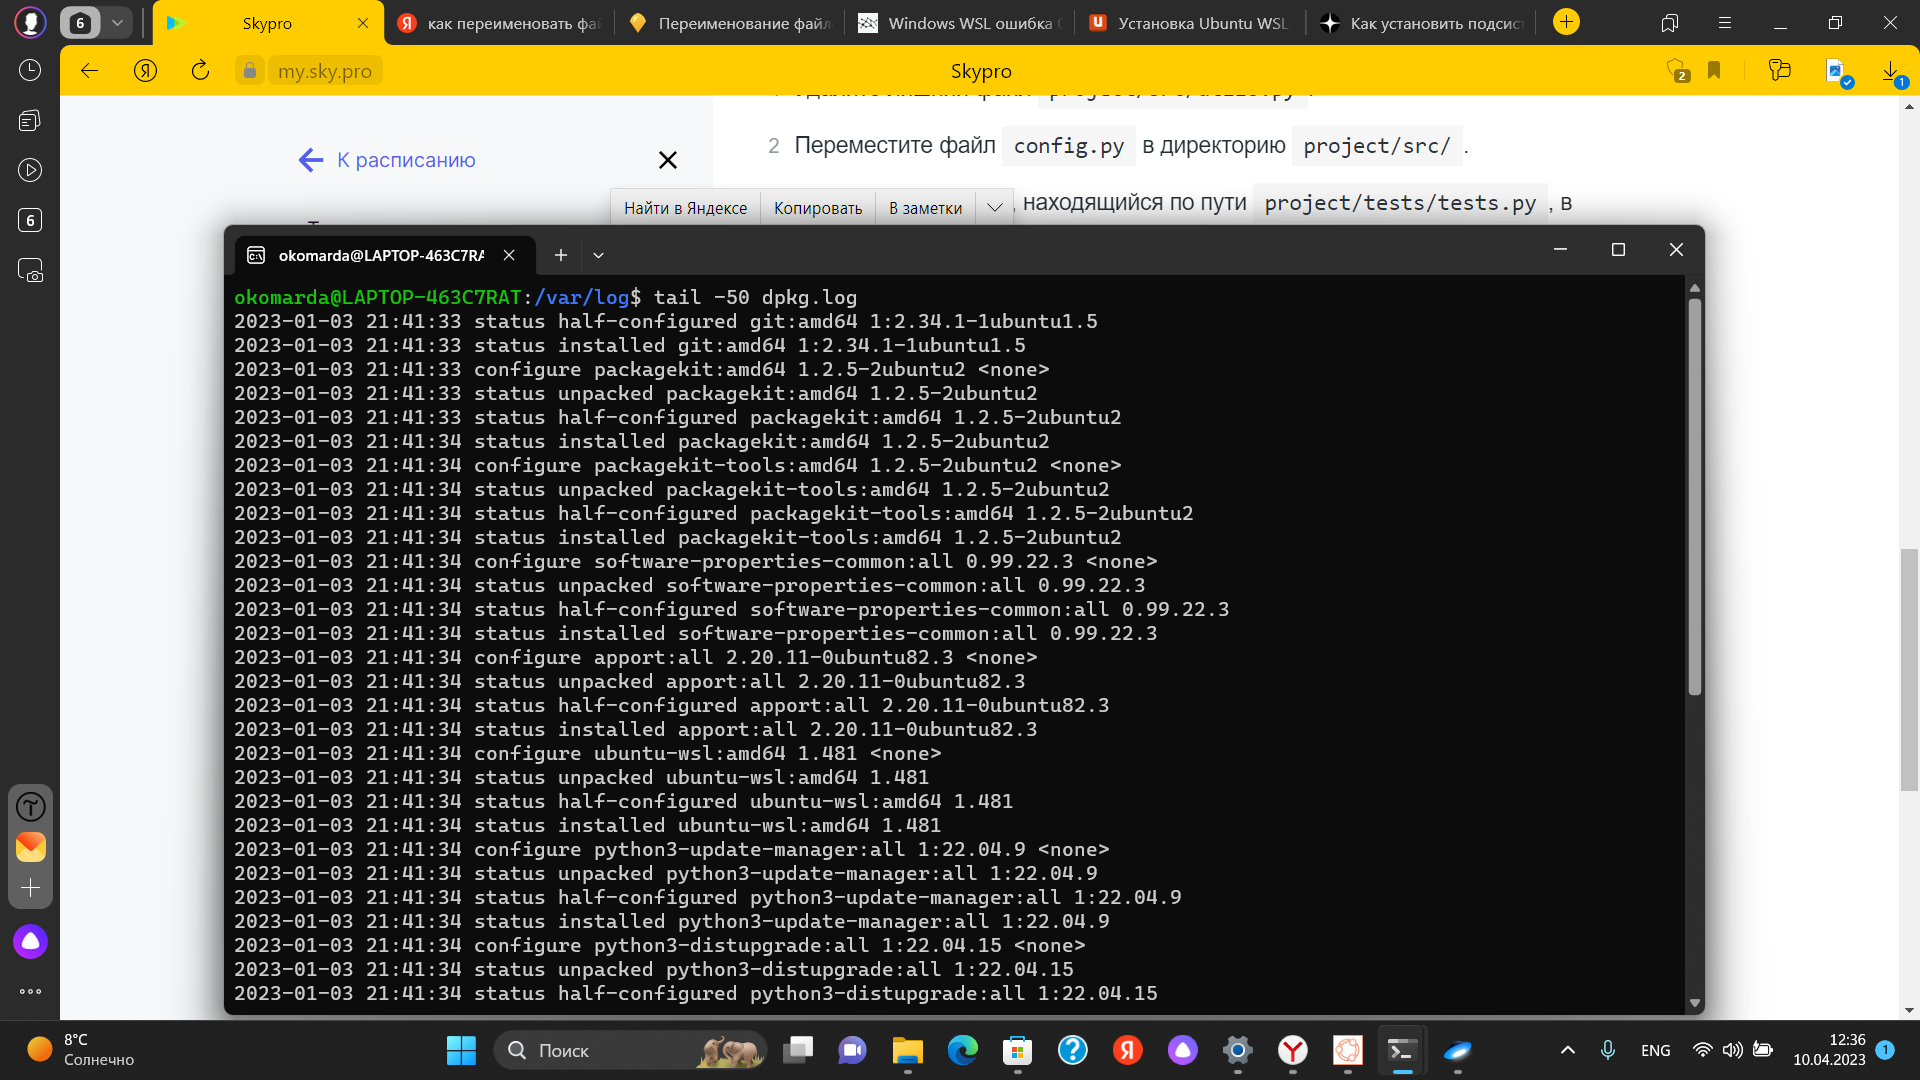 6
Skypro
как переименовать фай
Переименование файл
Windows WSL ошибка
Установка Ubuntu WSL
Как установить подсист
my.sky.pro
Skypro
2
1
К расписанию
2 Переместите файл config.py в директорию project/src/ .
, находящийся по пути project/tests/tests.py , в
Найти в Яндексе
Копировать
В заметки
6
okomarda@LAPTOP-463C7RA
okomarda@LAPTOP-463C7RAT:/var/log$ tail -50 dpkg.log
2023-01-03 21:41:33 status half-configured git:amd64 1:2.34.1-1ubuntu1.5
2023-01-03 21:41:33 status installed git:amd64 1:2.34.1-1ubuntu1.5
2023-01-03 21:41:33 configure packagekit:amd64 1.2.5-2ubuntu2 <none>
2023-01-03 21:41:33 status unpacked packagekit:amd64 1.2.5-2ubuntu2
2023-01-03 21:41:33 status half-configured packagekit:amd64 1.2.5-2ubuntu2
2023-01-03 21:41:34 status installed packagekit:amd64 1.2.5-2ubuntu2
2023-01-03 21:41:34 configure packagekit-tools:amd64 1.2.5-2ubuntu2 <none>
2023-01-03 21:41:34 status unpacked packagekit-tools:amd64 1.2.5-2ubuntu2
2023-01-03 21:41:34 status half-configured packagekit-tools:amd64 1.2.5-2ubuntu2
2023-01-03 21:41:34 status installed packagekit-tools:amd64 1.2.5-2ubuntu2
2023-01-03 21:41:34 configure software-properties-common:all 0.99.22.3 <none>
2023-01-03 21:41:34 status unpacked software-properties-common:all 0.99.22.3
2023-01-03 21:41:34 status half-configured software-properties-common:all 0.99.22.3
2023-01-03 21:41:34 status installed software-properties-common:all 0.99.22.3
2023-01-03 21:41:34 configure apport:all 2.20.11-0ubuntu82.3 <none>
2023-01-03 21:41:34 status unpacked apport:all 2.20.11-0ubuntu82.3
2023-01-03 21:41:34 status half-configured apport:all 2.20.11-0ubuntu82.3
2023-01-03 21:41:34 status installed apport:all 2.20.11-0ubuntu82.3
2023-01-03 21:41:34 configure ubuntu-wsl:amd64 1.481 <none>
2023-01-03 21:41:34 status unpacked ubuntu-wsl:amd64 1.481
2023-01-03 21:41:34 status half-configured ubuntu-wsl:amd64 1.481
2023-01-03 21:41:34 status installed ubuntu-wsl:amd64 1.481
2023-01-03 21:41:34 configure python3-update-manager:all 1:22.04.9 <none>
2023-01-03 21:41:34 status unpacked python3-update-manager:all 1:22.04.9
2023-01-03 21:41:34 status half-configured python3-update-manager:all 1:22.04.9
2023-01-03 21:41:34 status installed python3-update-manager:all 1:22.04.9
2023-01-03 21:41:34 configure python3-distupgrade:all 1:22.04.15 <none>
2023-01-03 21:41:34 status unpacked python3-distupgrade:all 1:22.04.15
2023-01-03 21:41:34 status half-configured python3-distupgrade:all 1:22.04.15
8°C
Солнечно
Поиск
ENG
12:36
10.04.2023
1